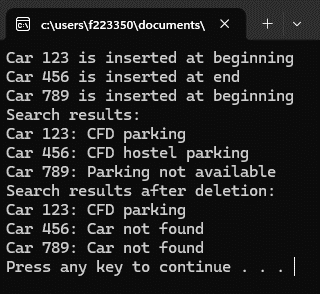 c:\users\f223350\documents\
Car 123 is inserted at beginning
Car 456 is inserted at end
Car 789 is inserted at beginning
Search results:
Car 123: CFD parking
Car 456: CFD hostel parking
Car 789: Parking not available
Search results after deletion:
Car 123: CFD parking
Car 456: Car not found
Car 789: Car not found
Press any key to continue . . .